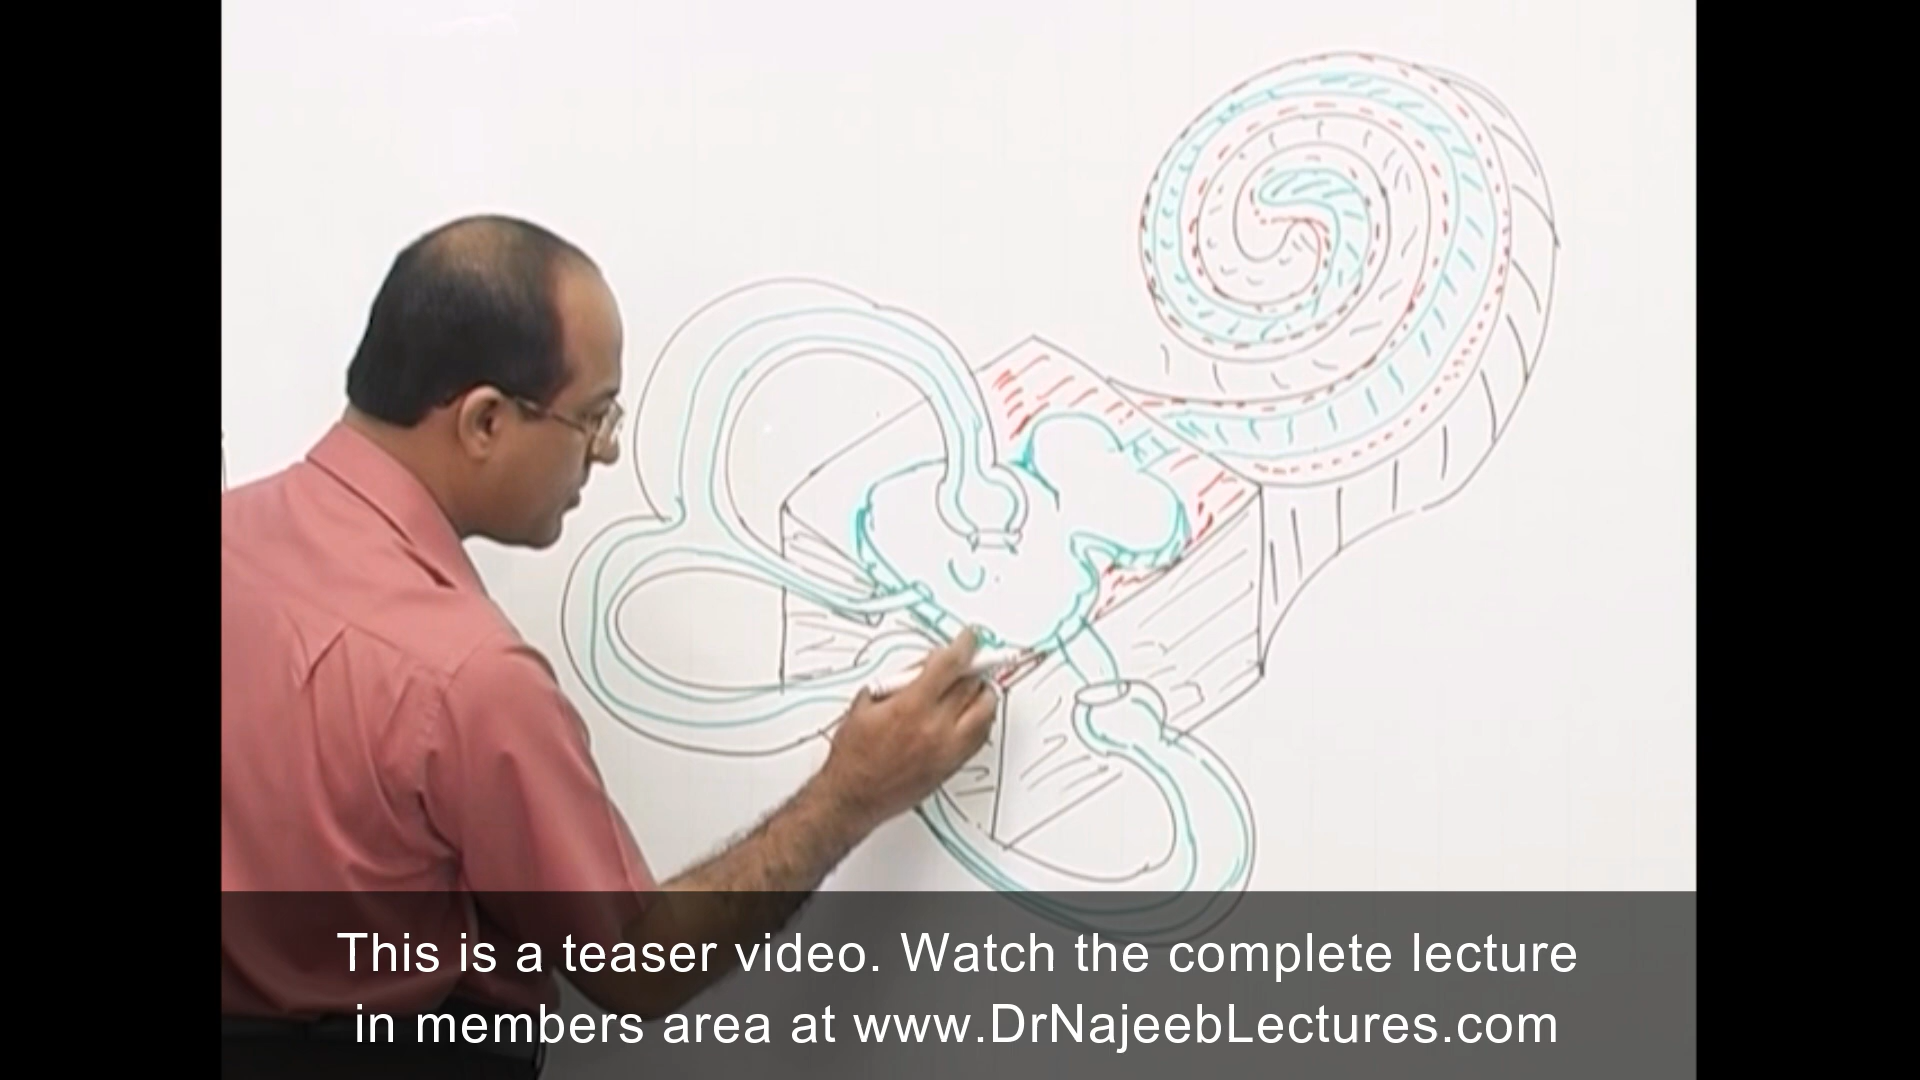 This is a teaser video. Watch the complete lecture
in members area at www.DrNajeebLectures.com